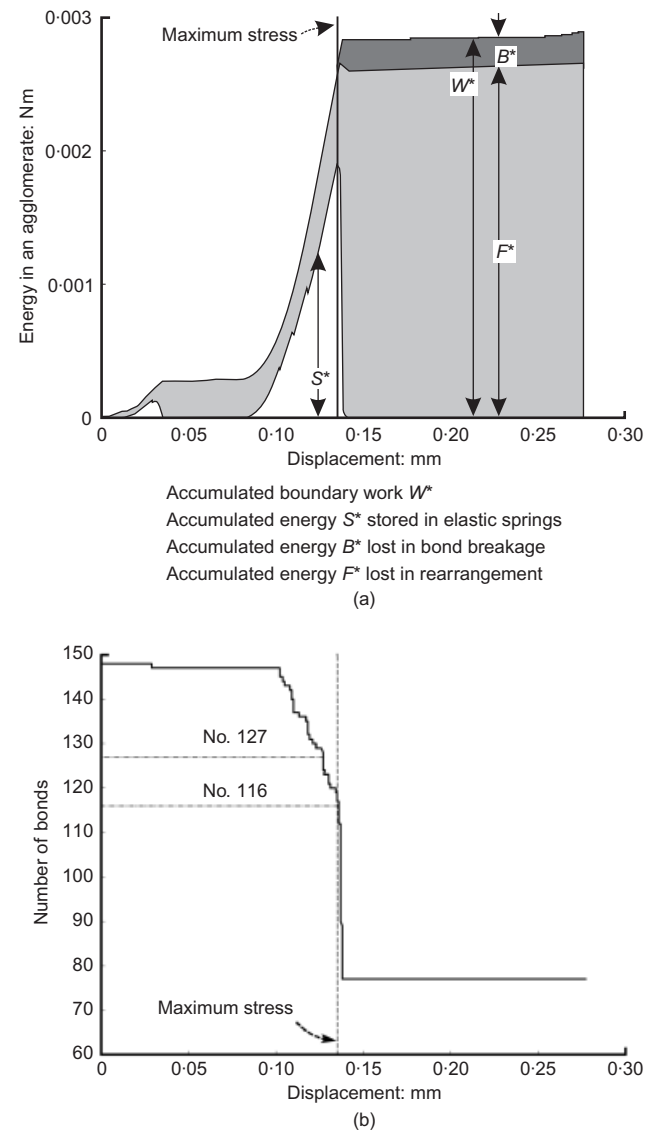 0·003
Maximum stress
B*
W*
0·002
Energy in an agglomerate: Nm
F*
0·001
S*
0
0 0·05 0·10 0·15 0·20 0·25 0·30
Displacement: mm
Accumulated boundary work W*
Accumulated energy S* stored in elastic springs
Accumulated energy B* lost in bond breakage
Accumulated energy F* lost in rearrangement
(a)
150
140
No. 127
130
120
No. 116
110
Number of bonds
100
90
80
Maximum stress
70
60
0 0·05 0·10 0·15 0·20 0·25 0·30
Displacement: mm
(b)